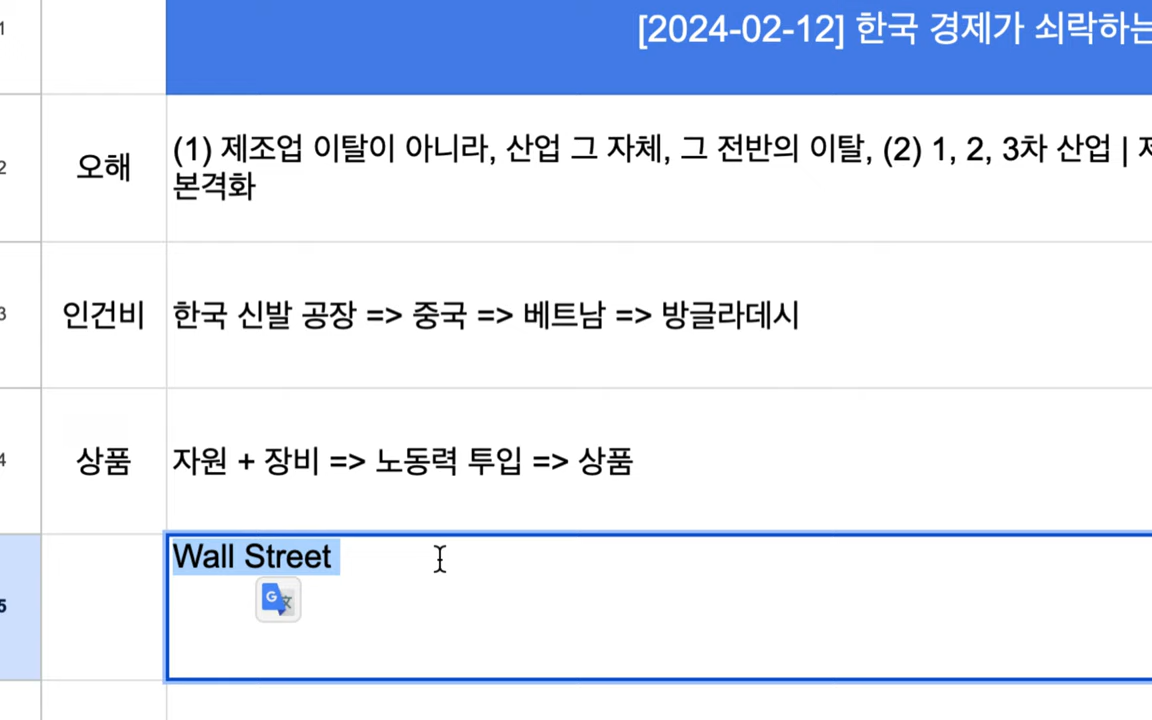 1
[2024-02-12] 한국 경제가 쇠락하는
2
오해
(1) 제조업 이탈이 아니라, 산업 그 자체, 그 전반의 이탈, (2) 1, 2, 3차 산업 |
본격화
3
인건비
한국 신발 공장 => 중국 => 베트남 => 방글라데시
4
상품
자원 + 장비 => 노동력 투입 => 상품
5
Wall Street